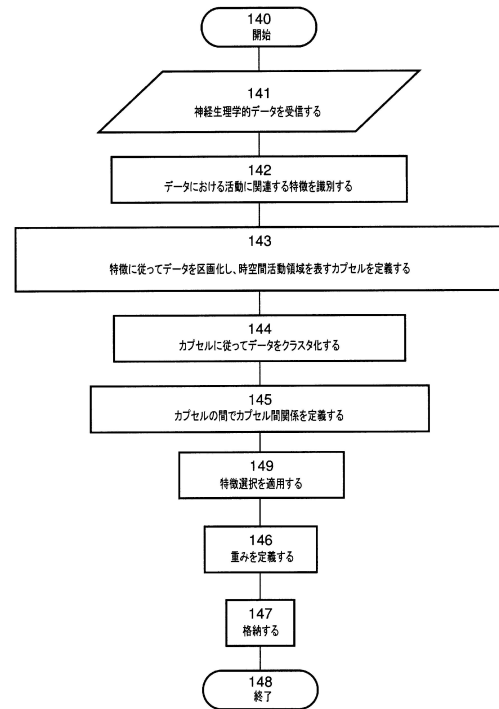 140
開始
141
神経生理学的データを受信する
142
データにおける活動に関連する特徴を識別する
143
特徴に従ってデータを区画化し、時空間活動領域を表すカプセルを定義する
144
カプセルに従ってデータをクラスタ化する
145
カプセルの間でカプセル間関係を定義する
149
特徴選択を適用する
146
重みを定義する
147
格納する
148
終了